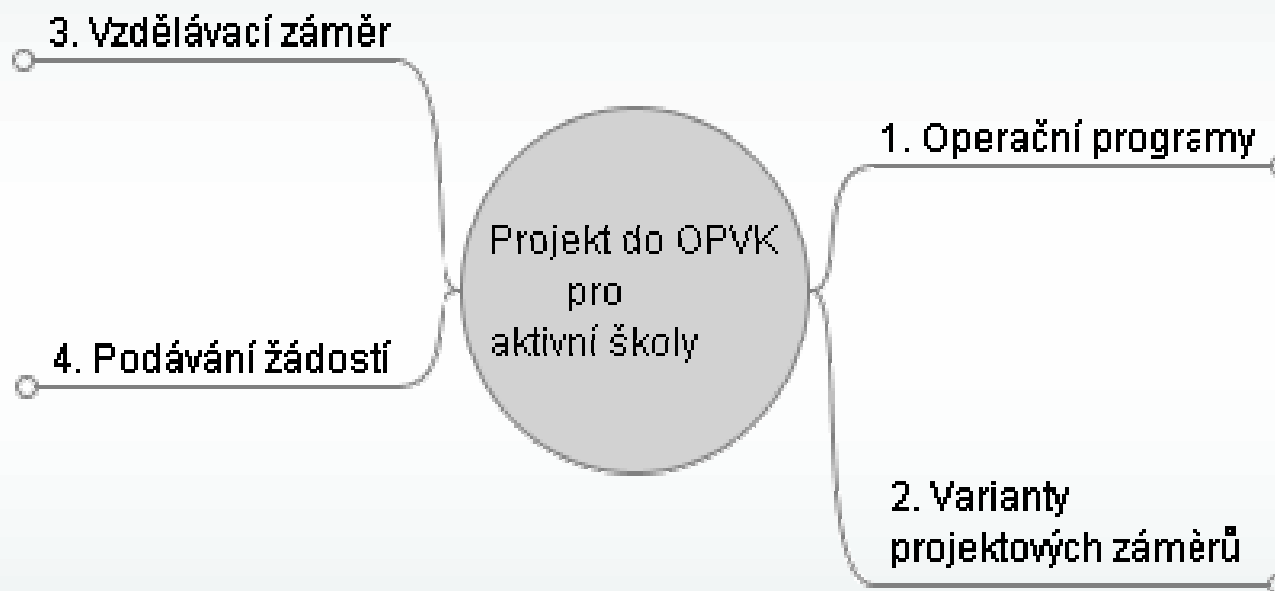 3. Vzdělávací záměr
1. Operační programy
Projekt do OPVK
pro
aktivní školy
4. Podávání žádostí
2. Varianty
projektových záměrů